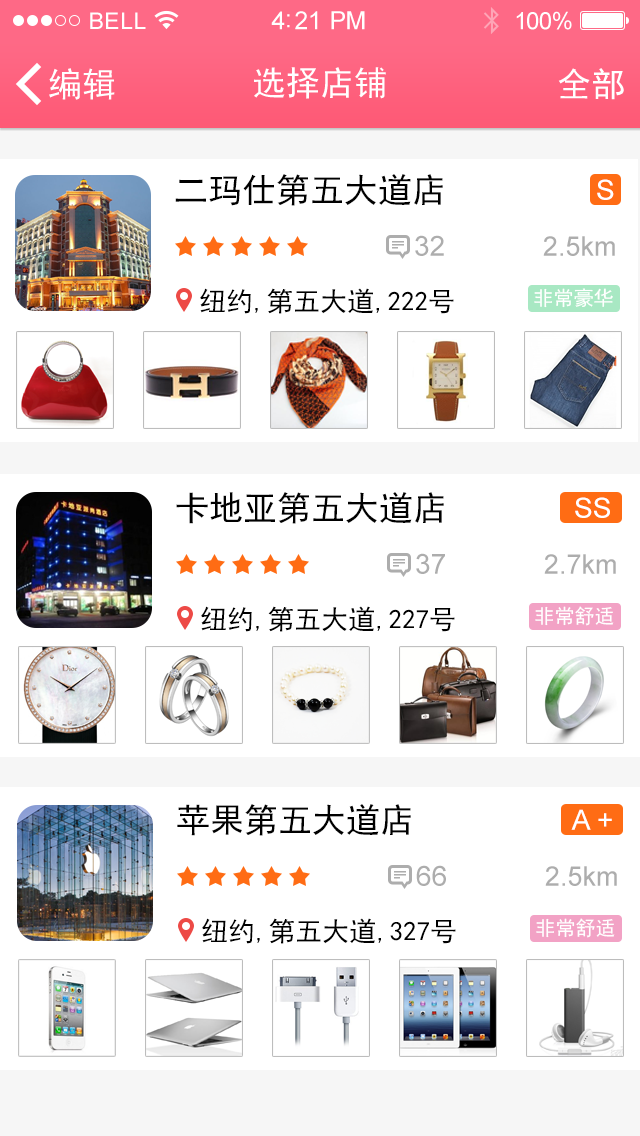 BELL 4:21 PM 100%
编辑 选择店铺 全部
二玛仕第五大道店 S
32 2.5km
纽约, 第五大道, 222号 非常豪华
卡地亚第五大道店 SS
37 2.7km
纽约, 第五大道, 227号 非常舒适
Dior
苹果第五大道店 A +
66 2.5km
纽约, 第五大道, 327号 非常舒适